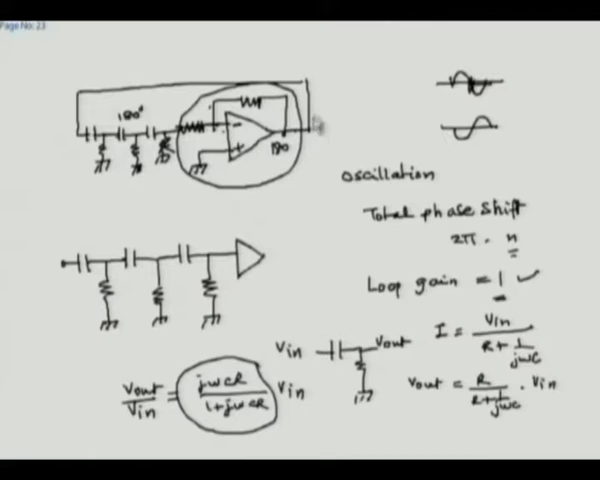 Page No: 23
180°
180
oscillation
Total phase shift
2π . n
Loop gain = 1 ✓
Vin
Vout
I = Vin / R + 1/jωC
Vout = R / R + 1/jωC . Vin
Vout / Vin = jωCR / 1+jωCR Vin